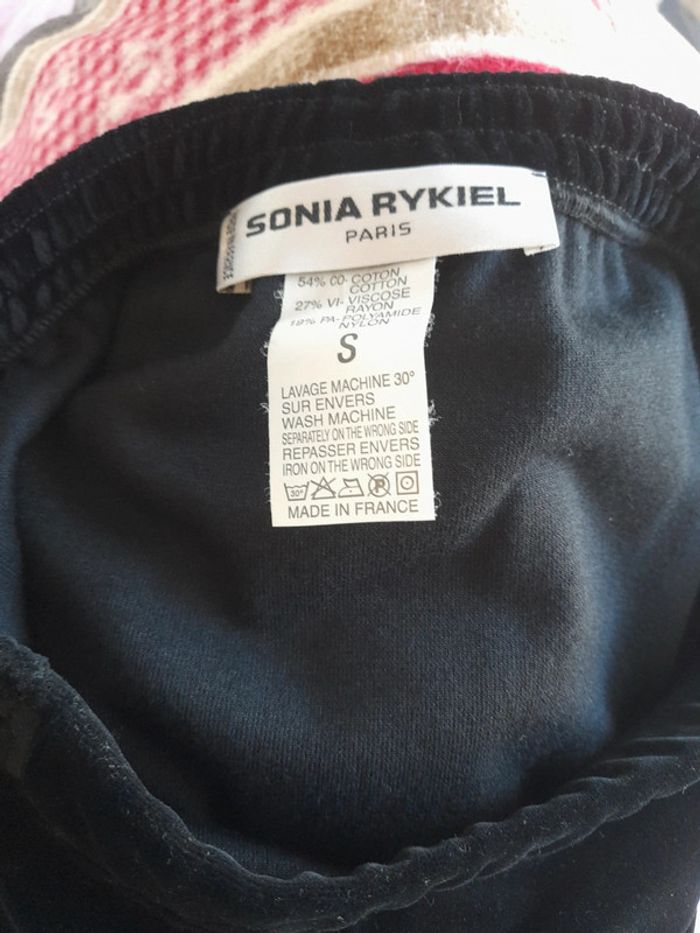 SONIA RYKIEL
PARIS
54% CO- COTON
COTTON
27% VI- VISCOSE
RAYON
19% PA- POLYAMIDE
NYLON
S
LAVAGE MACHINE 30°
SUR ENVERS
WASH MACHINE
SEPARATELY ON THE WRONG SIDE
REPASSER ENVERS
IRON ON THE WRONG SIDE
30° P
MADE IN FRANCE